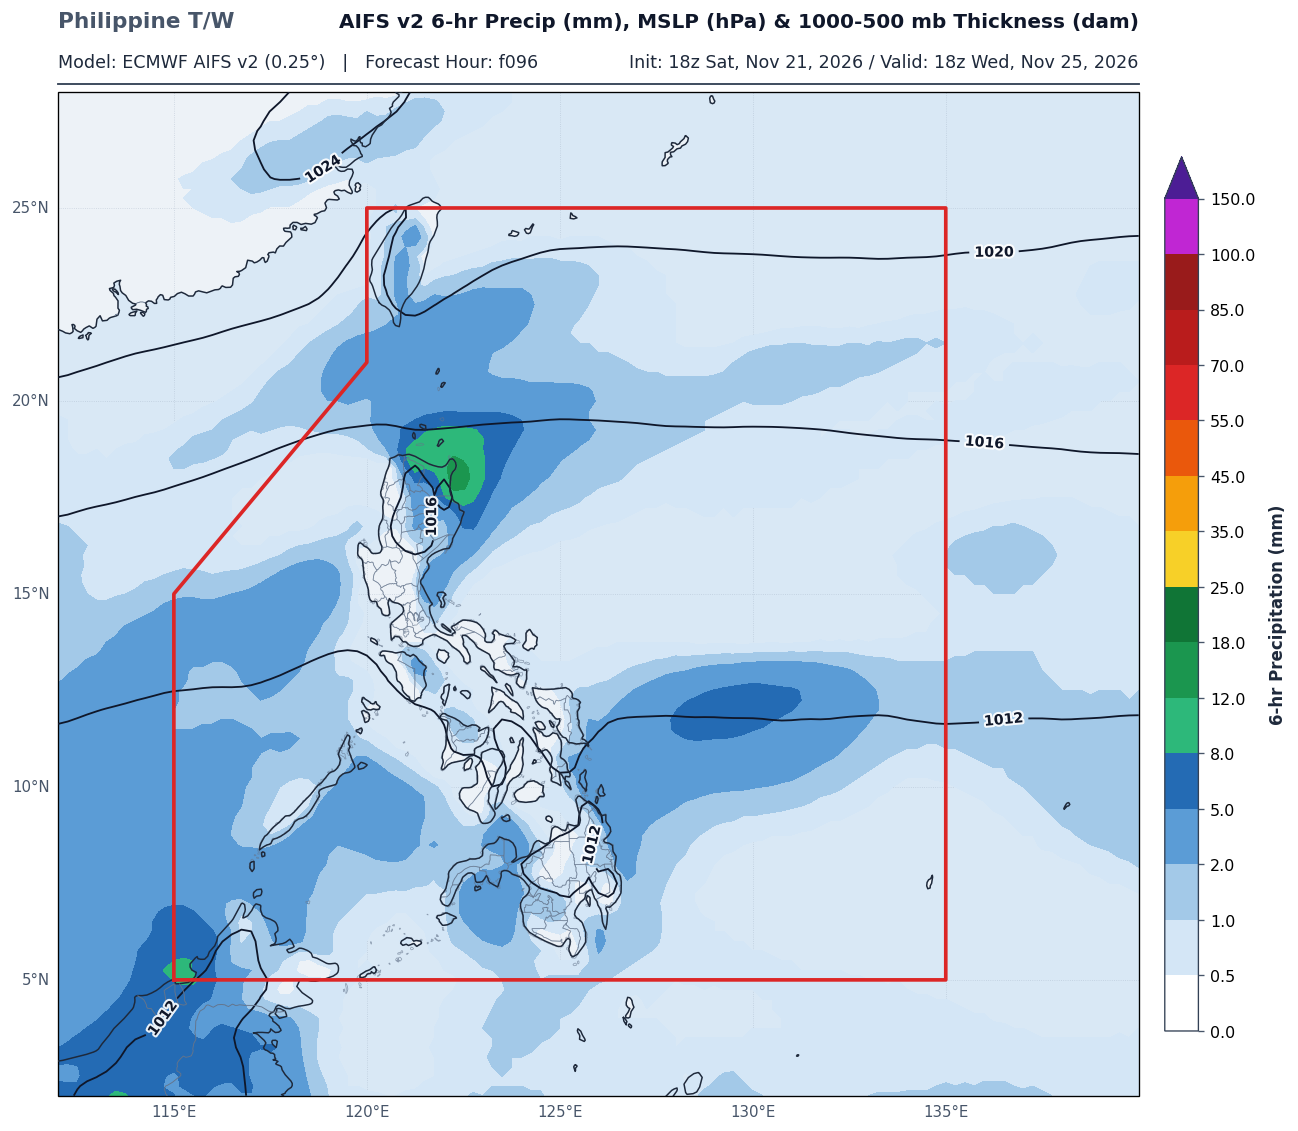 Philippine T/W
AIFS v2 6-hr Precip (mm), MSLP (hPa) & 1000-500 mb Thickness (dam)
Model: ECMWF AIFS v2 (0.25°) | Forecast Hour: f096
Init: 18z Sat, Nov 21, 2026 / Valid: 18z Wed, Nov 25, 2026
1024
25°N
1020
20°N
1016
1016
15°N
1012
10°N
1012
5°N
1012
115°E
120°E
125°E
130°E
135°E
150.0
100.0
85.0
70.0
55.0
45.0
35.0
25.0
18.0
12.0
8.0
5.0
2.0
1.0
0.5
0.0
6-hr Precipitation (mm)